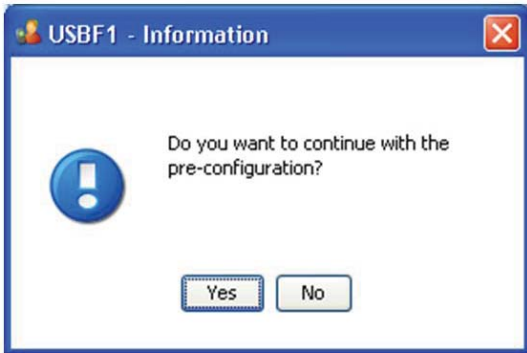 USBF1 - Information
Do you want to continue with the
pre-configuration?
Yes
No